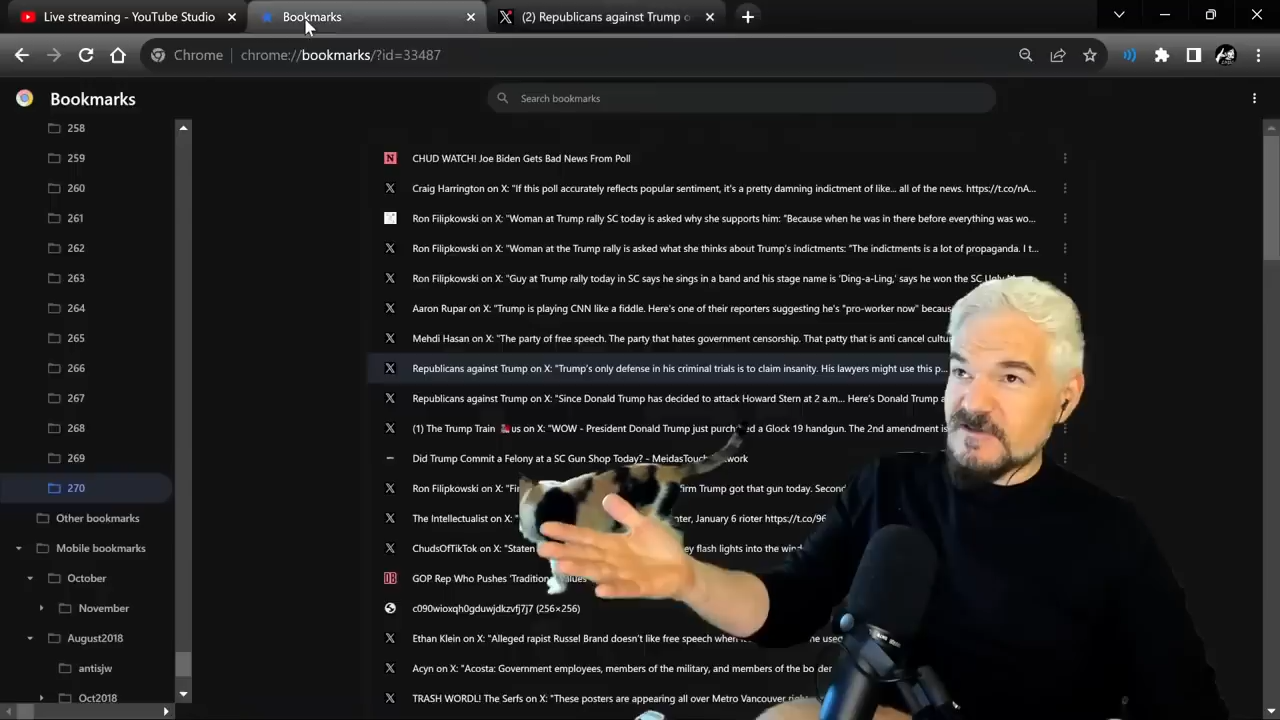 Live streaming - YouTube Studio
Bookmarks
(2) Republicans against Trump o
Chrome
chrome://bookmarks/?id=33487
Bookmarks
Search bookmarks
258
259
260
261
262
263
264
265
266
267
268
269
270
Other bookmarks
Mobile bookmarks
October
November
August2018
antisjw
Oct2018
CHUD WATCH! Joe Biden Gets Bad News From Poll
Craig Harrington on X: "If this poll accurately reflects popular sentiment, it's a pretty damning indictment of like... all of the news. https://t.co/nA...
Ron Filipkowski on X: "Woman at Trump rally SC today is asked why she supports him: "Because when he was in there before everything was wo...
Ron Filipkowski on X: "Woman at the Trump rally is asked what she thinks about Trump's indictments: "The indictments is a lot of propaganda. I t...
Ron Filipkowski on X: "Guy at Trump rally today in SC says he sings in a band and his stage name is 'Ding-a-Ling,' says he won the SC Ugly
Aaron Rupar on X: "Trump is playing CNN like a fiddle. Here's one of their reporters suggesting he's "pro-worker now" becaus
Mehdi Hasan on X: "The party of free speech. The party that hates government censorship. That patty that is anti cancel cultu
Republicans against Trump on X: "Trump's only defense in his criminal trials is to claim insanity. His lawyers might use this p...
Republicans against Trump on X: "Since Donald Trump has decided to attack Howard Stern at 2 a.m... Here's Donald Trump a
(1) The Trump Train us on X: "WOW - President Donald Trump just purch d a Glock 19 handgun. The 2nd amendment is
Did Trump Commit a Felony at a SC Gun Shop Today? - MeidasTouch Network
Ron Filipkowski on X: "Fi firm Trump got that gun today. Second
The Intellectualist on X: " nter, January 6 rioter https://t.co/96
ChudsOfTikTok on X: "Staten ey flash lights into the wind
GOP Rep Who Pushes 'Tradition Values
c090wioxqh0gduwjdkzvfj7j7 (256×256)
Ethan Klein on X: "Alleged rapist Russel Brand doesn't like free speech when it the use
Acyn on X: "Acosta: Government employees, members of the military, and members of the bo der
TRASH WORDL! The Serfs on X: "These posters are appearing all over Metro Vancouver righ